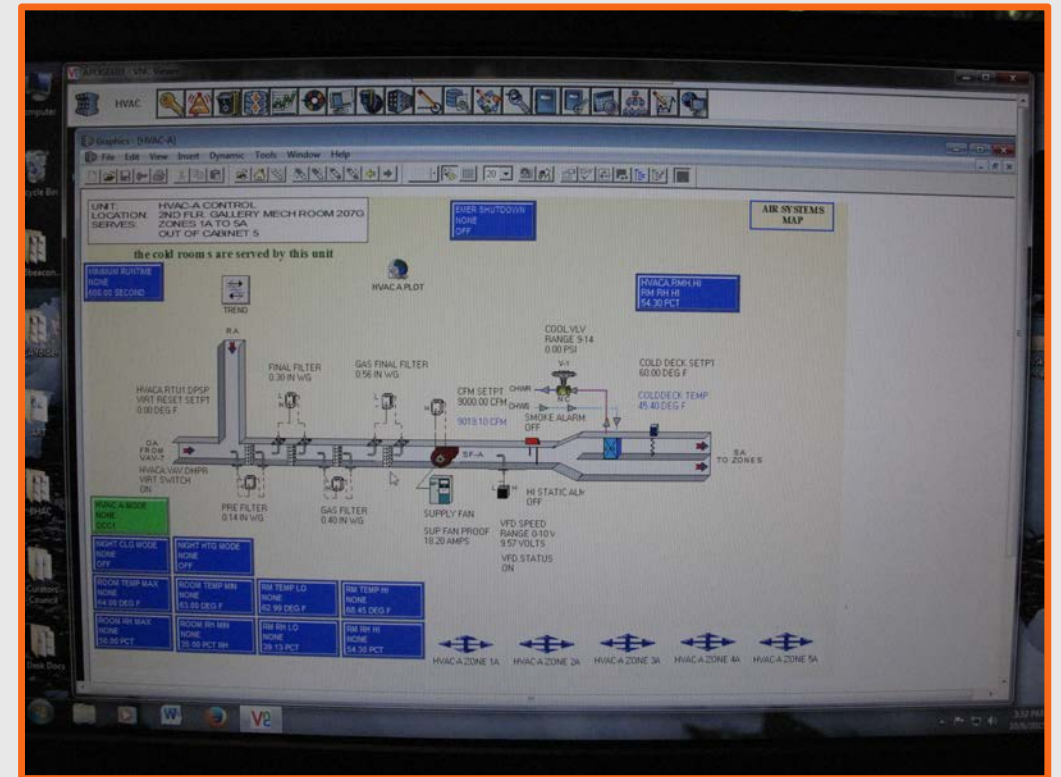 HVAC
Graphics - [HVAC-A]
File Edit View Insert Dynamic Tools Window Help
20
UNIT: HVAC-A CONTROL
LOCATION: 2ND FLR. GALLERY MECH ROOM 207G
SERVES: ZONES 1A TO 5A
OUT OF CABINET 5
EMER SHUTDOWN
NONE
OFF
AIR SYSTEMS
MAP
the cold room s are served by this unit
MINIMUM RUNTIME
NONE
600.00 SECOND
TREND
HVAC A PLOT
HVACA.RMH.HI
RM RH HI
54.30 PCT
RA
FINAL FILTER
0.30 IN WG
GAS FINAL FILTER
0.56 IN WG
COOL VLV
RANGE 9-14
0.00 PSI
V-1
NC
COLD DECK SETPT
60.00 DEG F
COLDDECK TEMP
45.40 DEG F
HVACA.RTU1.DPSP
VIRT RESET SETPT
0.00 DEG F
CFM SETPT
9000.00 CFM
9019.10 CFM
CHWR
CHWS
SMOKE ALARM
OFF
OA
FROM
VAV-7
SF-A
SA
TO ZONES
HVACA.VAV.DMPR
VIRT SWITCH
ON
PRE FILTER
0.14 IN WG
GAS FILTER
0.40 IN WG
SUPPLY FAN
SUP FAN PROOF
18.20 AMPS
L H
HI STATIC ALM
OFF
VFD SPEED
RANGE 0-10 V
9.57 VOLTS
VFD.STATUS
ON
HVAC A MODE
NONE
OCC1
NIGHT CLG MODE
NONE
OFF
NIGHT HTG MODE
NONE
OFF
ROOM TEMP MAX
NONE
64.00 DEG F
ROOM TEMP MIN
NONE
63.00 DEG F
RM TEMP LO
NONE
62.99 DEG F
RM TEMP HI
NONE
68.45 DEG F
ROOM RH MAX
NONE
50.00 PCT
ROOM RH MIN
NONE
PCT RH
RM RH LO
NONE
39.13 PCT
RM RH HI
NONE
54.30 PCT
HVAC-A ZONE 1A
HVAC-A ZONE 2A
HVAC-A ZONE 3A
HVAC-A ZONE 4A
HVAC-A ZONE 5A
Curators
Council
Desk Docs
W
3:37 PM